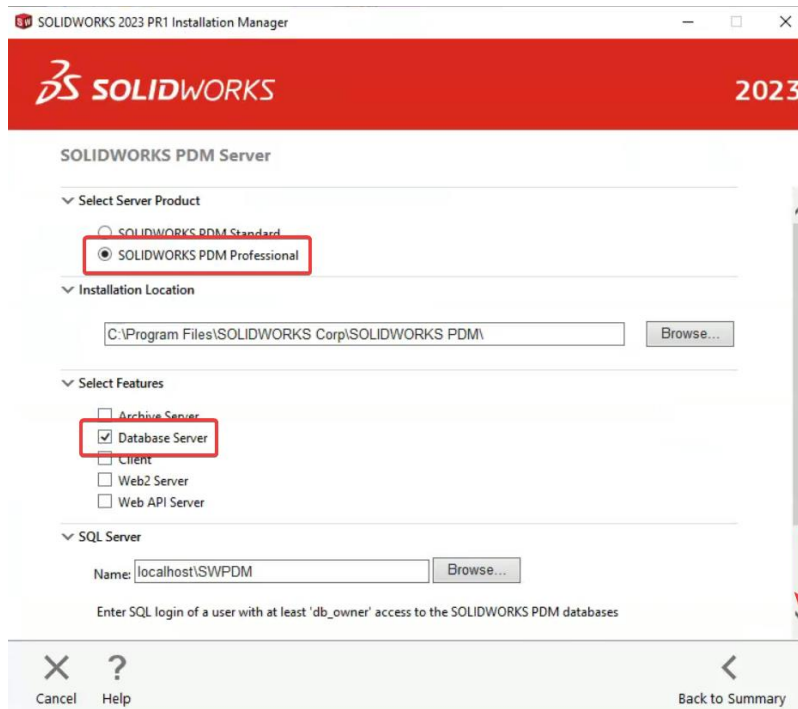 SOLIDWORKS 2023 PR1 Installation Manager
SOLIDWORKS
2023
SOLIDWORKS PDM Server
Select Server Product
SOLIDWORKS PDM Standard
SOLIDWORKS PDM Professional
Installation Location
C:\Program Files\SOLIDWORKS Corp\SOLIDWORKS PDM\ Browse...
Select Features
Archive Server
Database Server
Client
Web2 Server
Web API Server
SQL Server
Name: localhost\SWPDM Browse...
Enter SQL login of a user with at least 'db_owner' access to the SOLIDWORKS PDM databases
Cancel Help Back to Summary